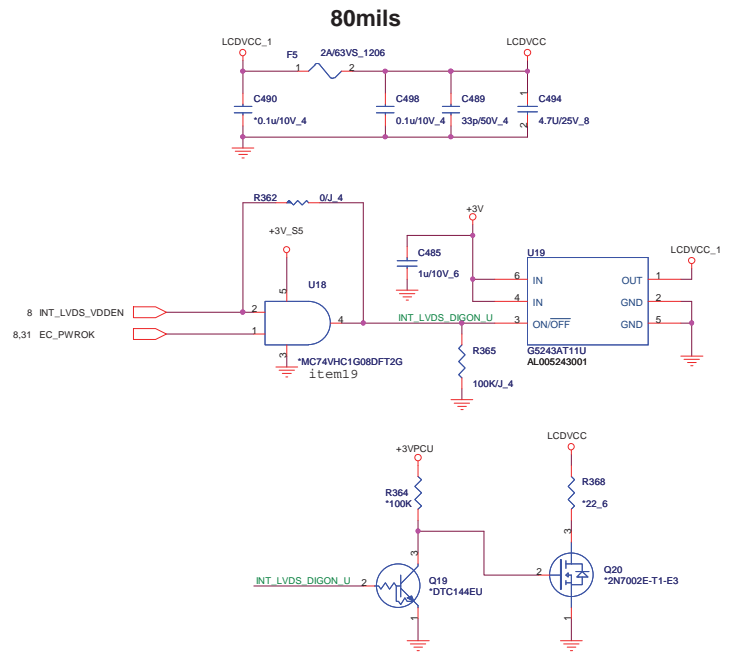 80mils
LCDVCC_1
LCDVCC
F5
2A/63VS_1206
1
2
C490
*0.1u/10V_4
C498
0.1u/10V_4
C489
33p/50V_4
1
2
C494
4.7U/25V_8
R362
0/J_4
+3V
+3V_S5
C485
1u/10V_6
U19
LCDVCC_1
5
U18
6
IN
OUT
1
4
IN
GND
2
8 INT_LVDS_VDDEN
2
4
INT_LVDS_DIGON_U
3
ON/OFF
GND
5
8,31 EC_PWROK
1
3
*MC74VHC1G08DFT2G
item19
R365
100K/J_4
G5243AT11U
AL005243001
+3VPCU
LCDVCC
R364
*100K
R368
*22_6
3
3
INT_LVDS_DIGON_U
2
Q19
*DTC144EU
2
Q20
*2N7002E-T1-E3
1
1